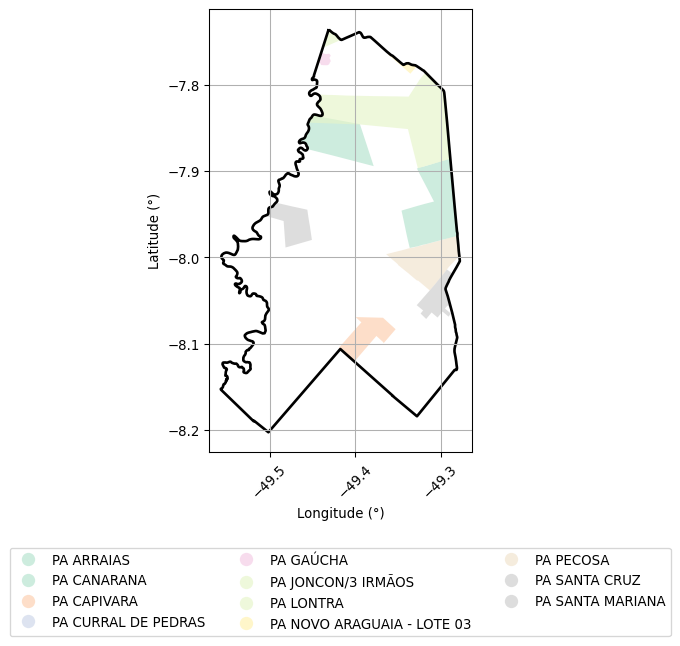 −7.8
−7.9
−8.0
−8.1
−8.2
Latitude (°)
−49.5
−49.4
−49.3
Longitude (°)
PA ARRAIAS
PA CANARANA
PA CAPIVARA
PA CURRAL DE PEDRAS
PA GAÚCHA
PA JONCON/3 IRMÃOS
PA LONTRA
PA NOVO ARAGUAIA - LOTE 03
PA PECOSA
PA SANTA CRUZ
PA SANTA MARIANA